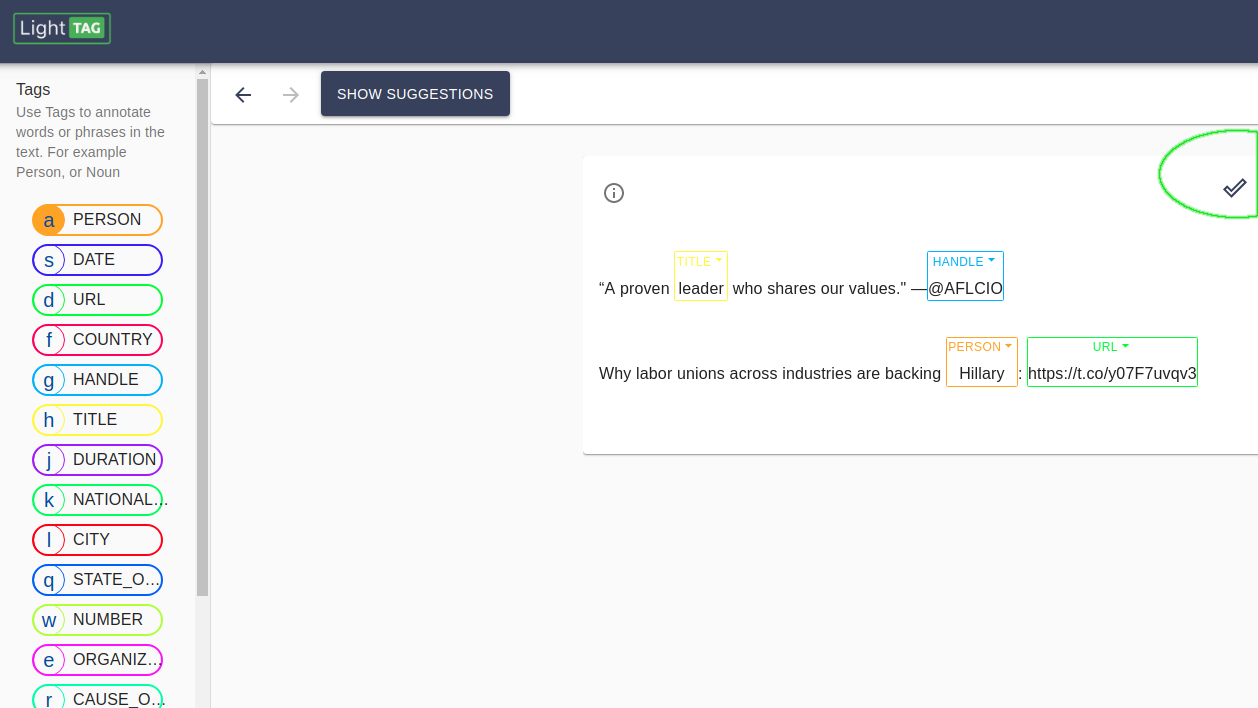 Light TAG
Tags
Use Tags to annotate
words or phrases in the
text. For example
Person, or Noun
a PERSON
s DATE
d URL
f COUNTRY
g HANDLE
h TITLE
j DURATION
k NATIONAL...
l CITY
q STATE_O...
w NUMBER
e ORGANIZ...
r CAUSE_O...
SHOW SUGGESTIONS
TITLE HANDLE
“A proven leader who shares our values." —@AFLCIO
PERSON URL
Why labor unions across industries are backing Hillary : https://t.co/y07F7uvqv3